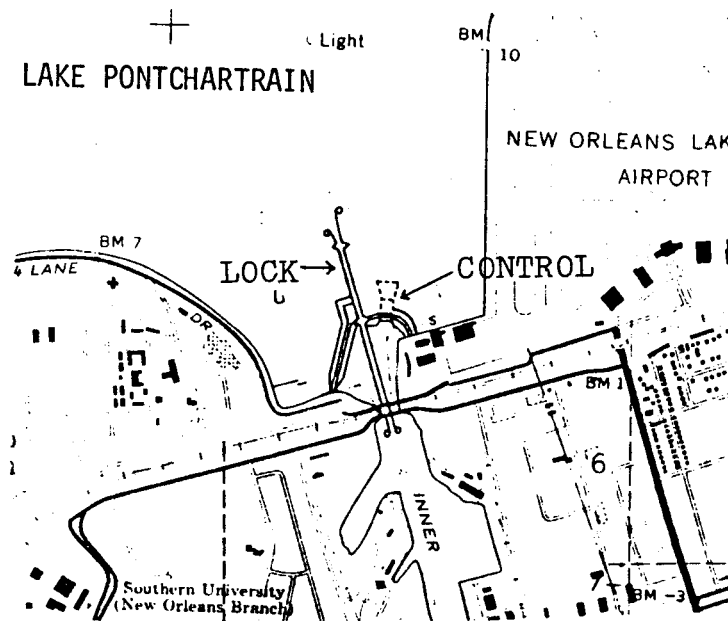 Light
BM
10
LAKE PONTCHARTRAIN
NEW ORLEANS LAK
AIRPORT
BM 7
4 LANE
LOCK
CONTROL
DR
S
BM 1
6
INNER
Southern University
(New Orleans Branch)
7
BM -3